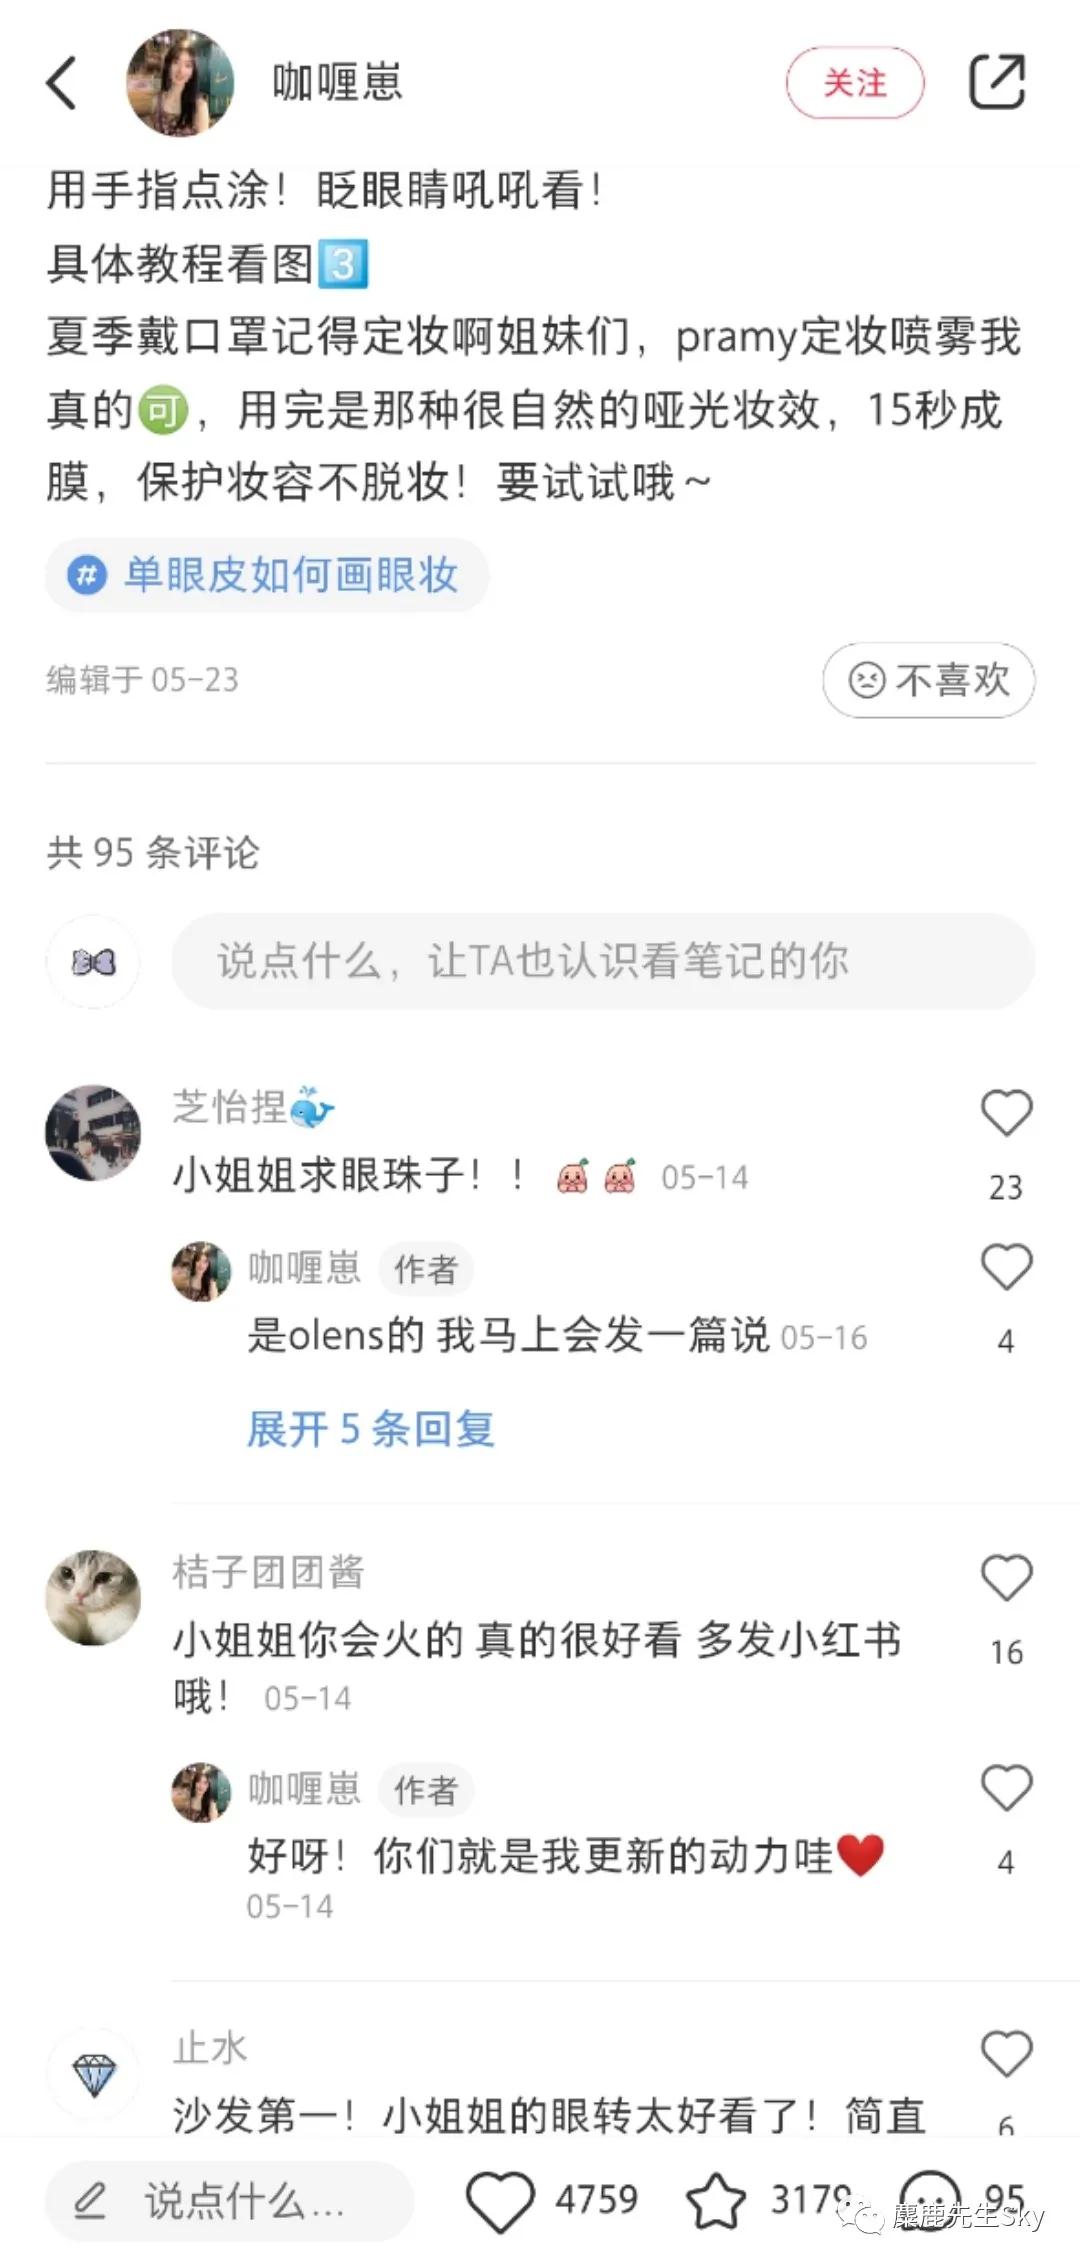 咖喱崽
关注
用手指点涂！眨眼睛吼吼看！
具体教程看图3️⃣
夏季戴口罩记得定妆啊姐妹们，pramy定妆喷雾我
真的🉑，用完是那种很自然的哑光妆效，15秒成
膜，保护妆容不脱妆！要试试哦～
# 单眼皮如何画眼妆
编辑于 05-23
不喜欢
共 95 条评论
说点什么，让TA也认识看笔记的你
芝怡捏🐳
小姐姐求眼珠子！！ 05-14
23
咖喱崽 作者
是olens的 我马上会发一篇说 05-16
4
展开 5 条回复
桔子团团酱
小姐姐你会火的 真的很好看 多发小红书
哦！ 05-14
16
咖喱崽 作者
好呀！你们就是我更新的动力哇❤️
05-14
4
止水
沙发第一！小姐姐的眼转太好看了！简直
6
说点什么... 4759 3179 95
麋鹿先生Sky